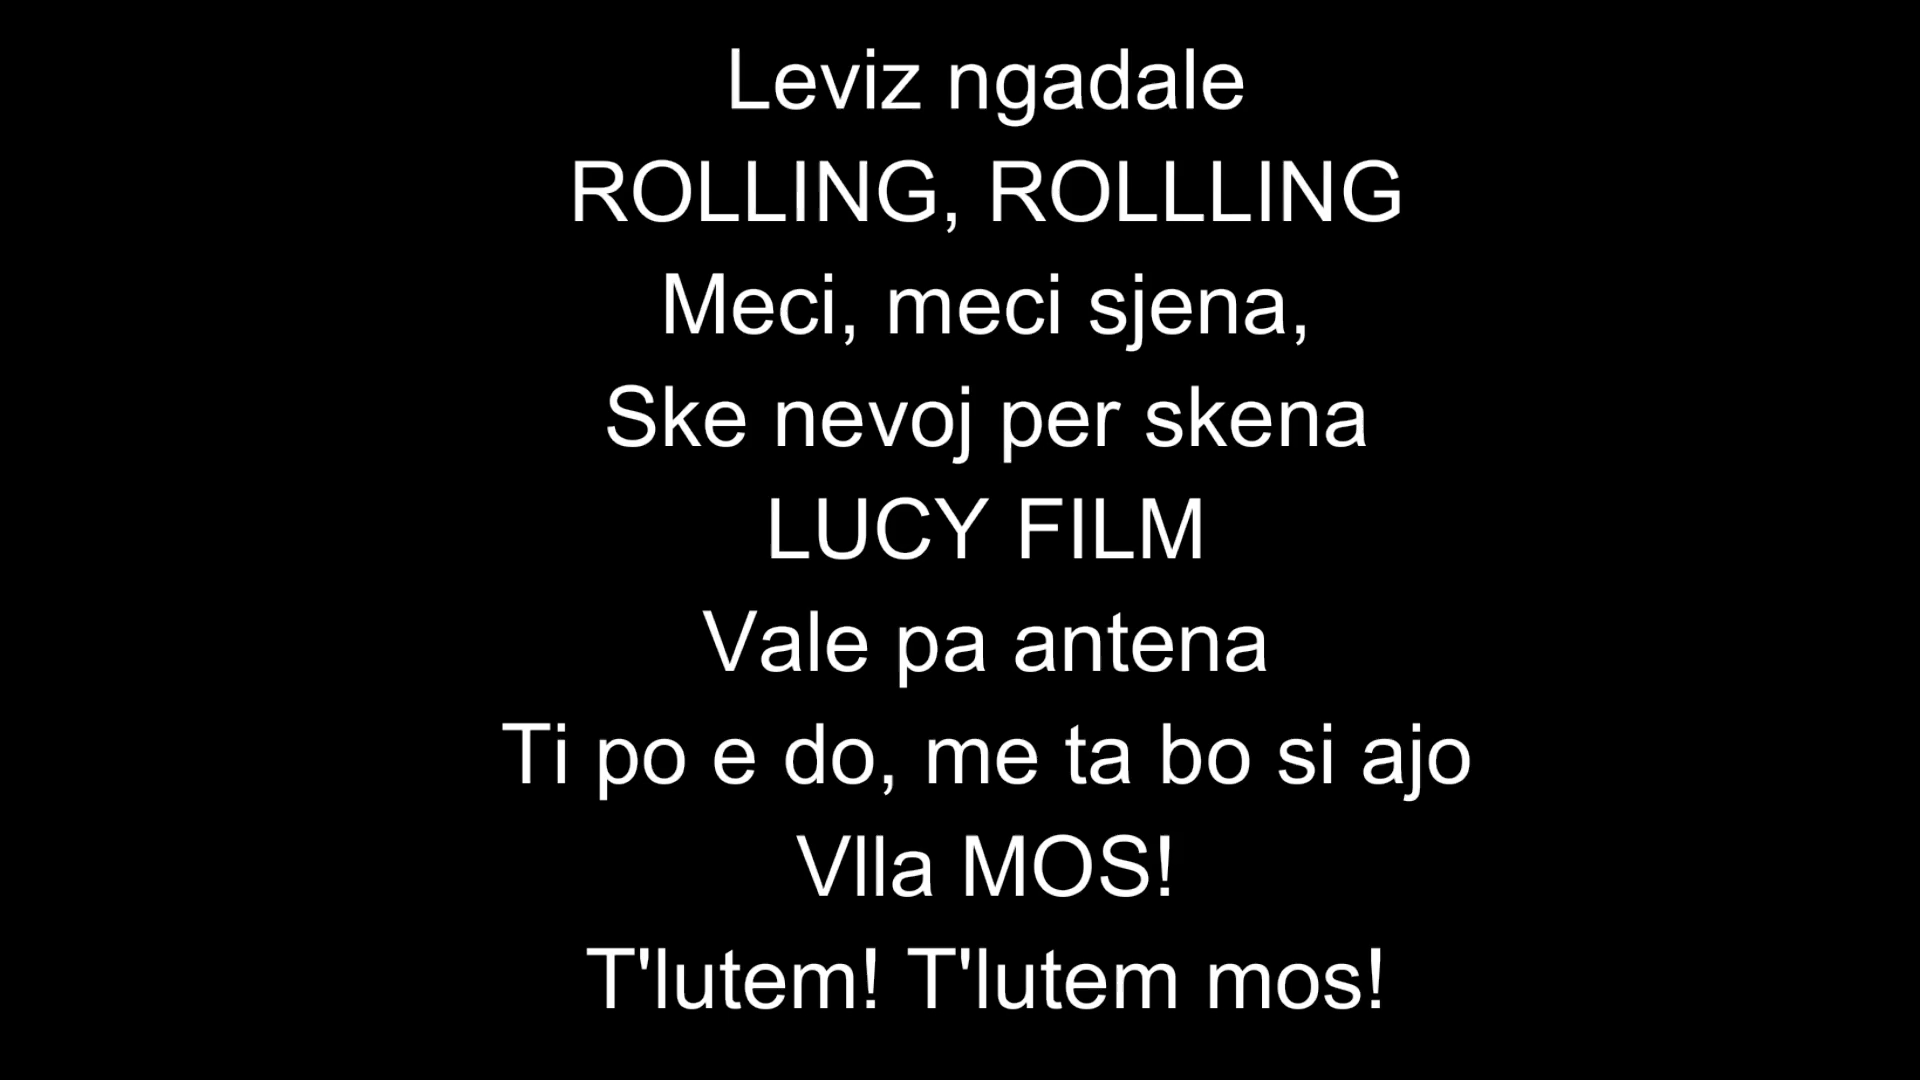 Leviz ngadale
ROLLING, ROLLLING
Meci, meci sjena,
Ske nevoj per skena
LUCY FILM
Vale pa antena
Ti po e do, me ta bo si ajo
Vlla MOS!
T'lutem! T'lutem mos!